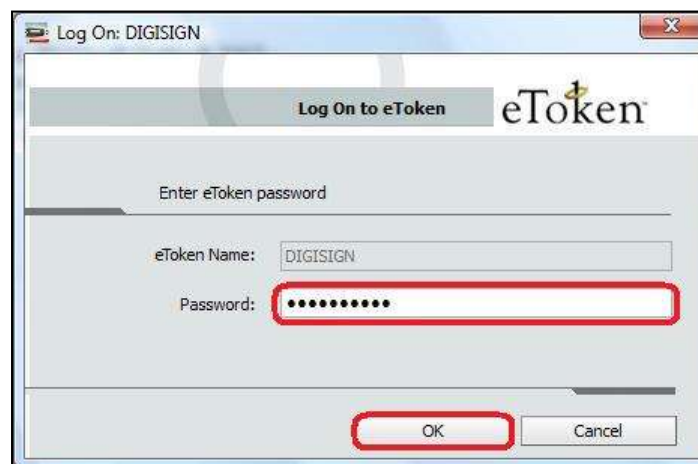 Log On: DIGISIGN
Log On to eToken
eToken
Enter eToken password
eToken Name: DIGISIGN
Password: ●●●●●●●●●●
OK Cancel